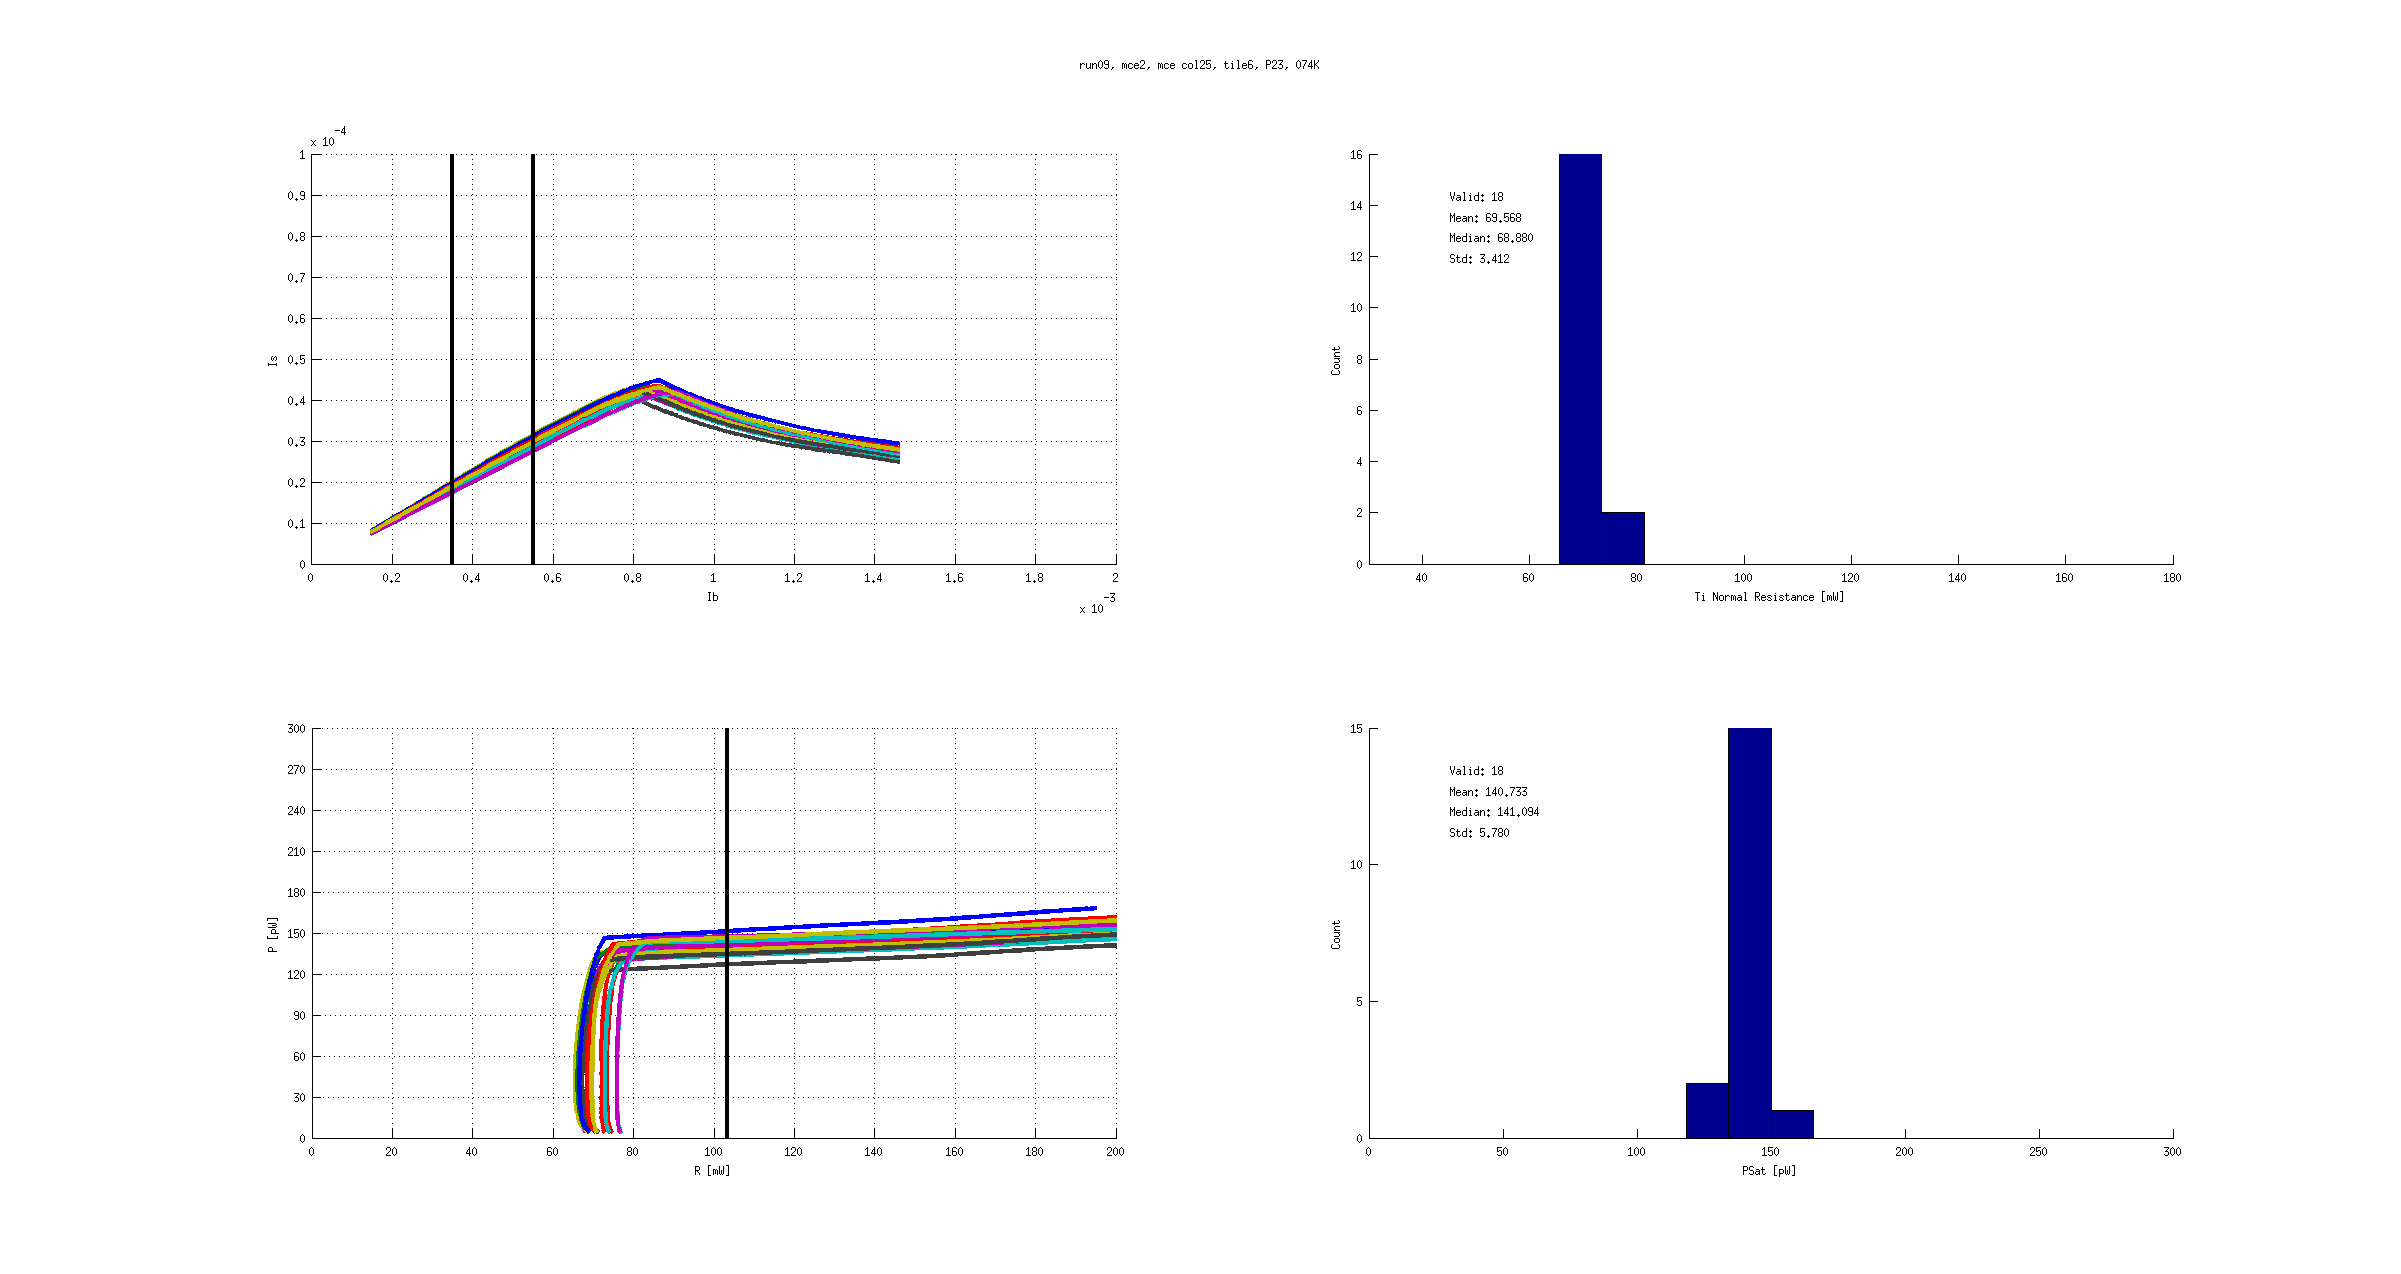 run09, mce2, mce col25, tile6, P23, 074K
x 10^-4
1
0.9
0.8
0.7
0.6
0.5
0.4
0.3
0.2
0.1
0
Is
0 0.2 0.4 0.6 0.8 1 1.2 1.4 1.6 1.8 2
Ib
x 10^-3
16
14
12
10
8
6
4
2
0
Count
Valid: 18
Mean: 69.568
Median: 68.880
Std: 3.412
40 60 80 100 120 140 160 180
Ti Normal Resistance [mW]
300
270
240
210
180
150
120
90
60
30
0
P [pW]
0 20 40 60 80 100 120 140 160 180 200
R [mW]
15
10
5
0
Count
Valid: 18
Mean: 140.733
Median: 141.094
Std: 5.780
0 50 100 150 200 250 300
PSat [pW]